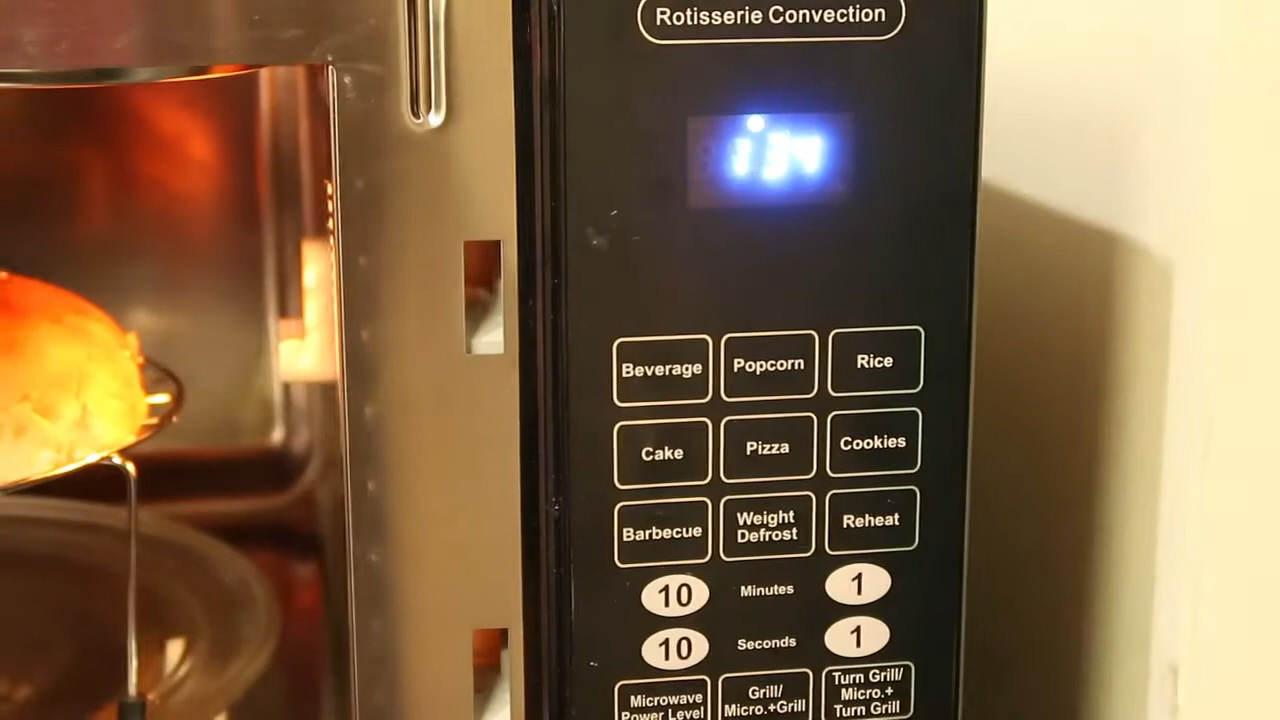 Rotisserie Convection
Beverage Popcorn Rice
Cake Pizza Cookies
Barbecue Weight Defrost Reheat
10 Minutes 1
10 Seconds 1
Microwave Power Level
Grill/ Micro.+Grill
Turn Grill/ Micro.+ Turn Grill